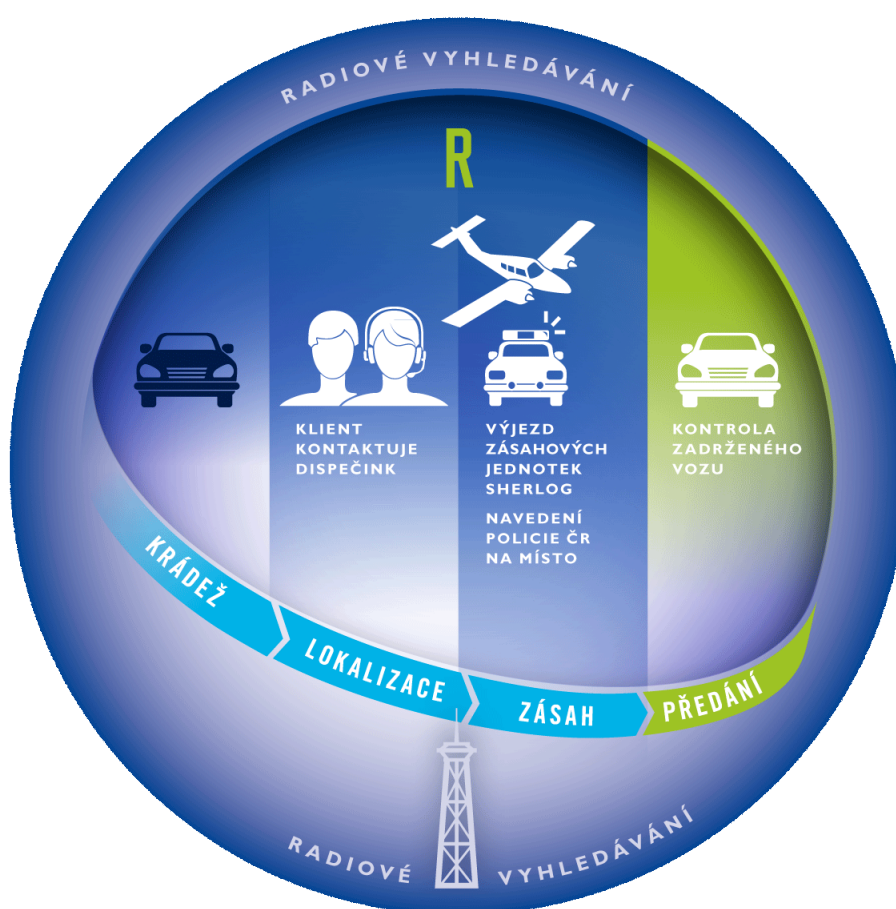 RADIOVÉ VYHLEDÁVÁNÍ
R
KLIENT
KONTAKTUJE
DISPEČINK
VÝJEZD
ZÁSAHOVÝCH
JEDNOTEK
SHERLOG
NAVEDENÍ
POLICIE ČR
NA MÍSTO
KONTROLA
ZADRŽENÉHO
VOZU
KRÁDEŽ
LOKALIZACE
ZÁSAH
PŘEDÁNÍ
RADIOVÉ VYHLEDÁVÁNÍ